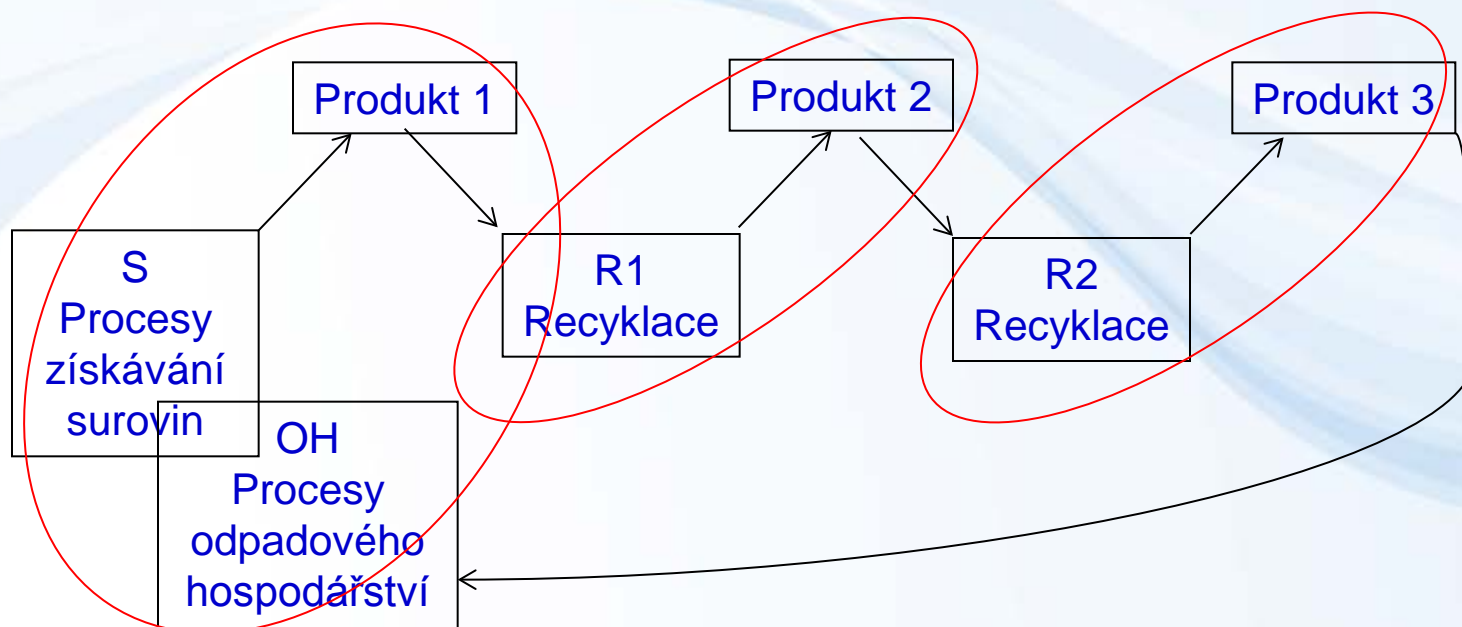 Produkt 1
Produkt 2
Produkt 3
S
Procesy
získávání
surovin
R1
Recyklace
R2
Recyklace
OH
Procesy
odpadového
hospodářství